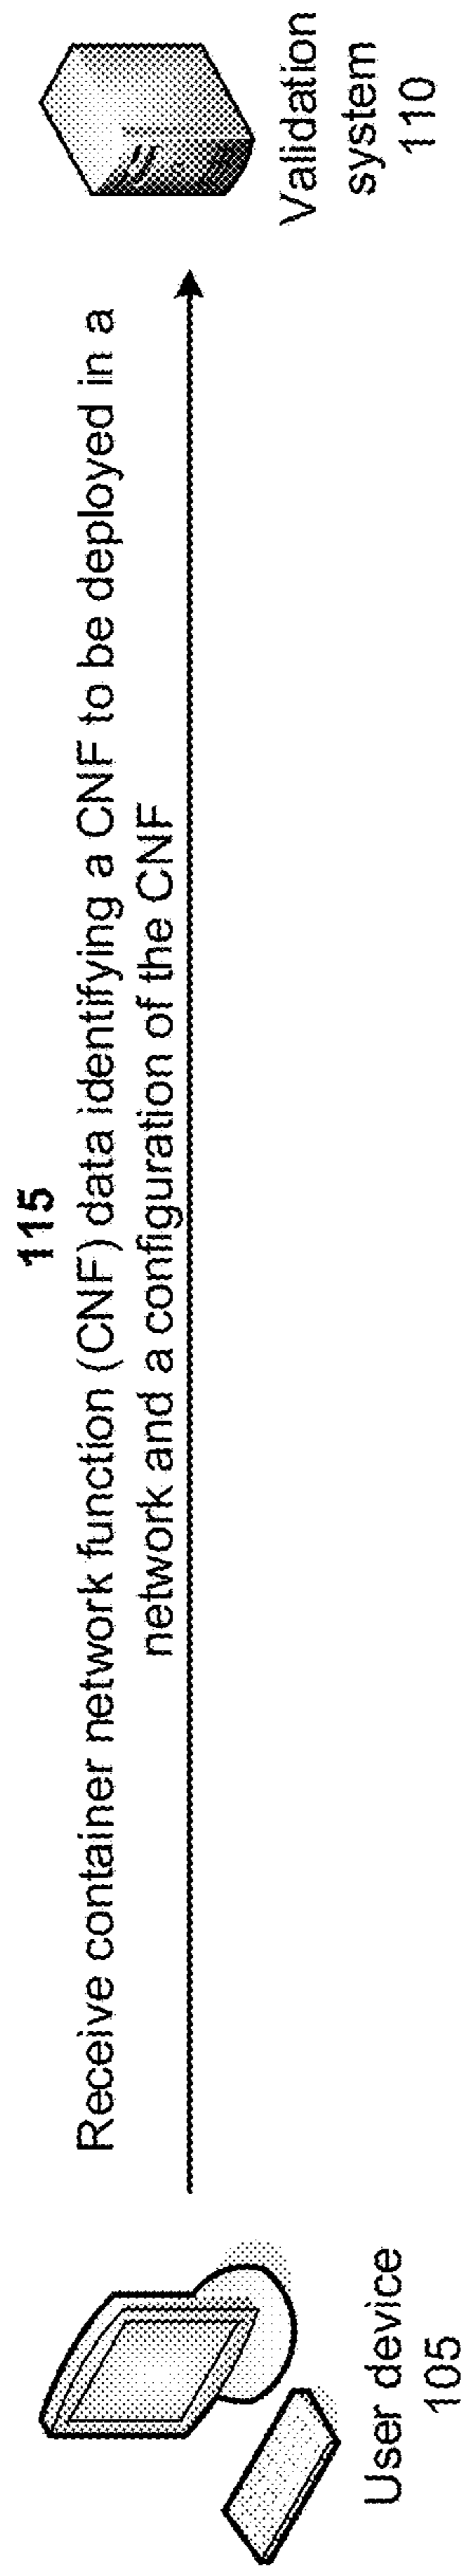 115
Receive container network function (CNF) data identifying a CNF to be deployed in a
network and a configuration of the CNF
User device
105
Validation
system
110